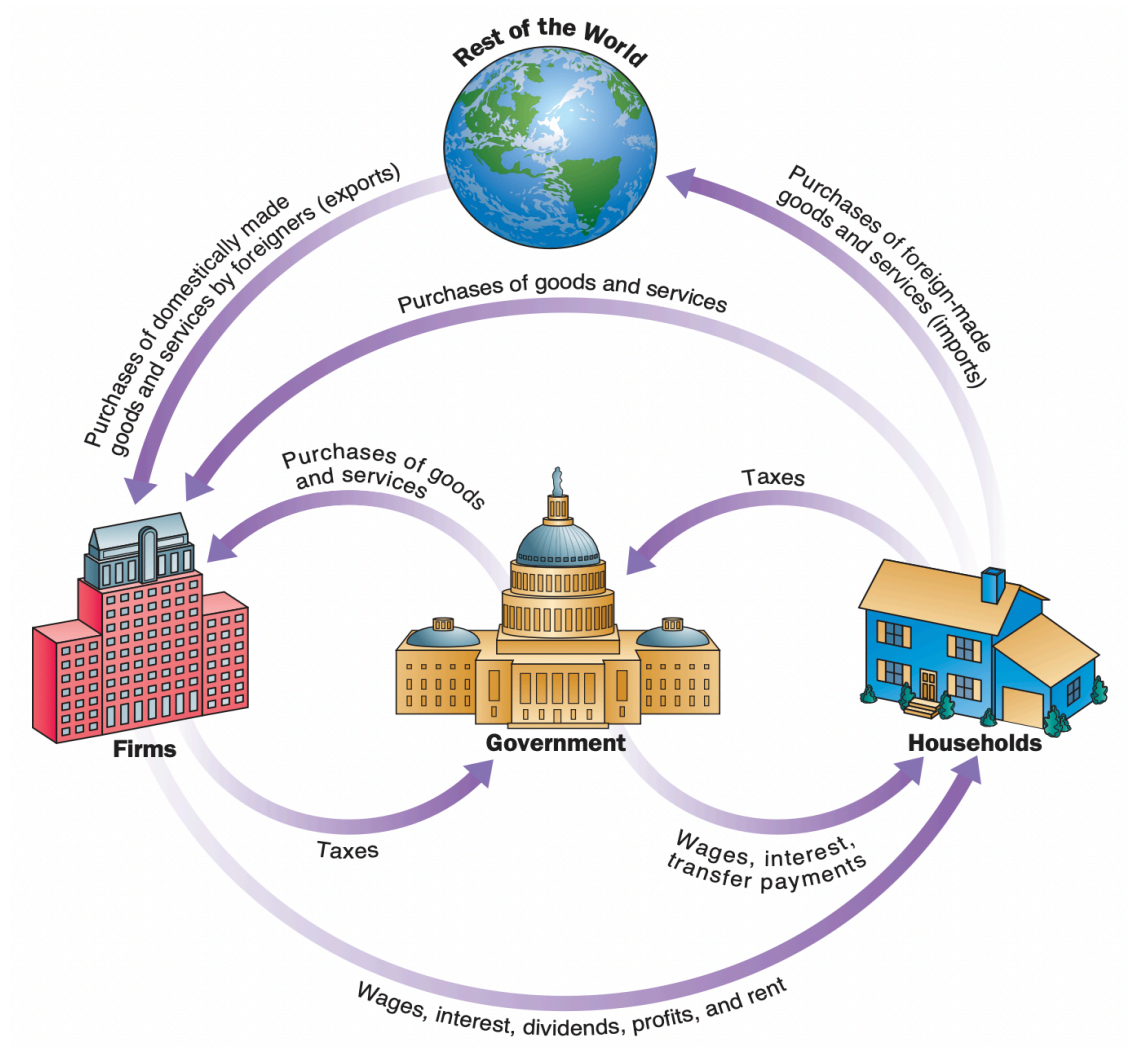 Rest of the World
Purchases of domestically made
goods and services by foreigners (exports)
Purchases of foreign-made
goods and services (imports)
Purchases of goods and services
Purchases of goods
and services
Taxes
Firms
Government
Households
Taxes
Wages, interest,
transfer payments
Wages, interest, dividends, profits, and rent